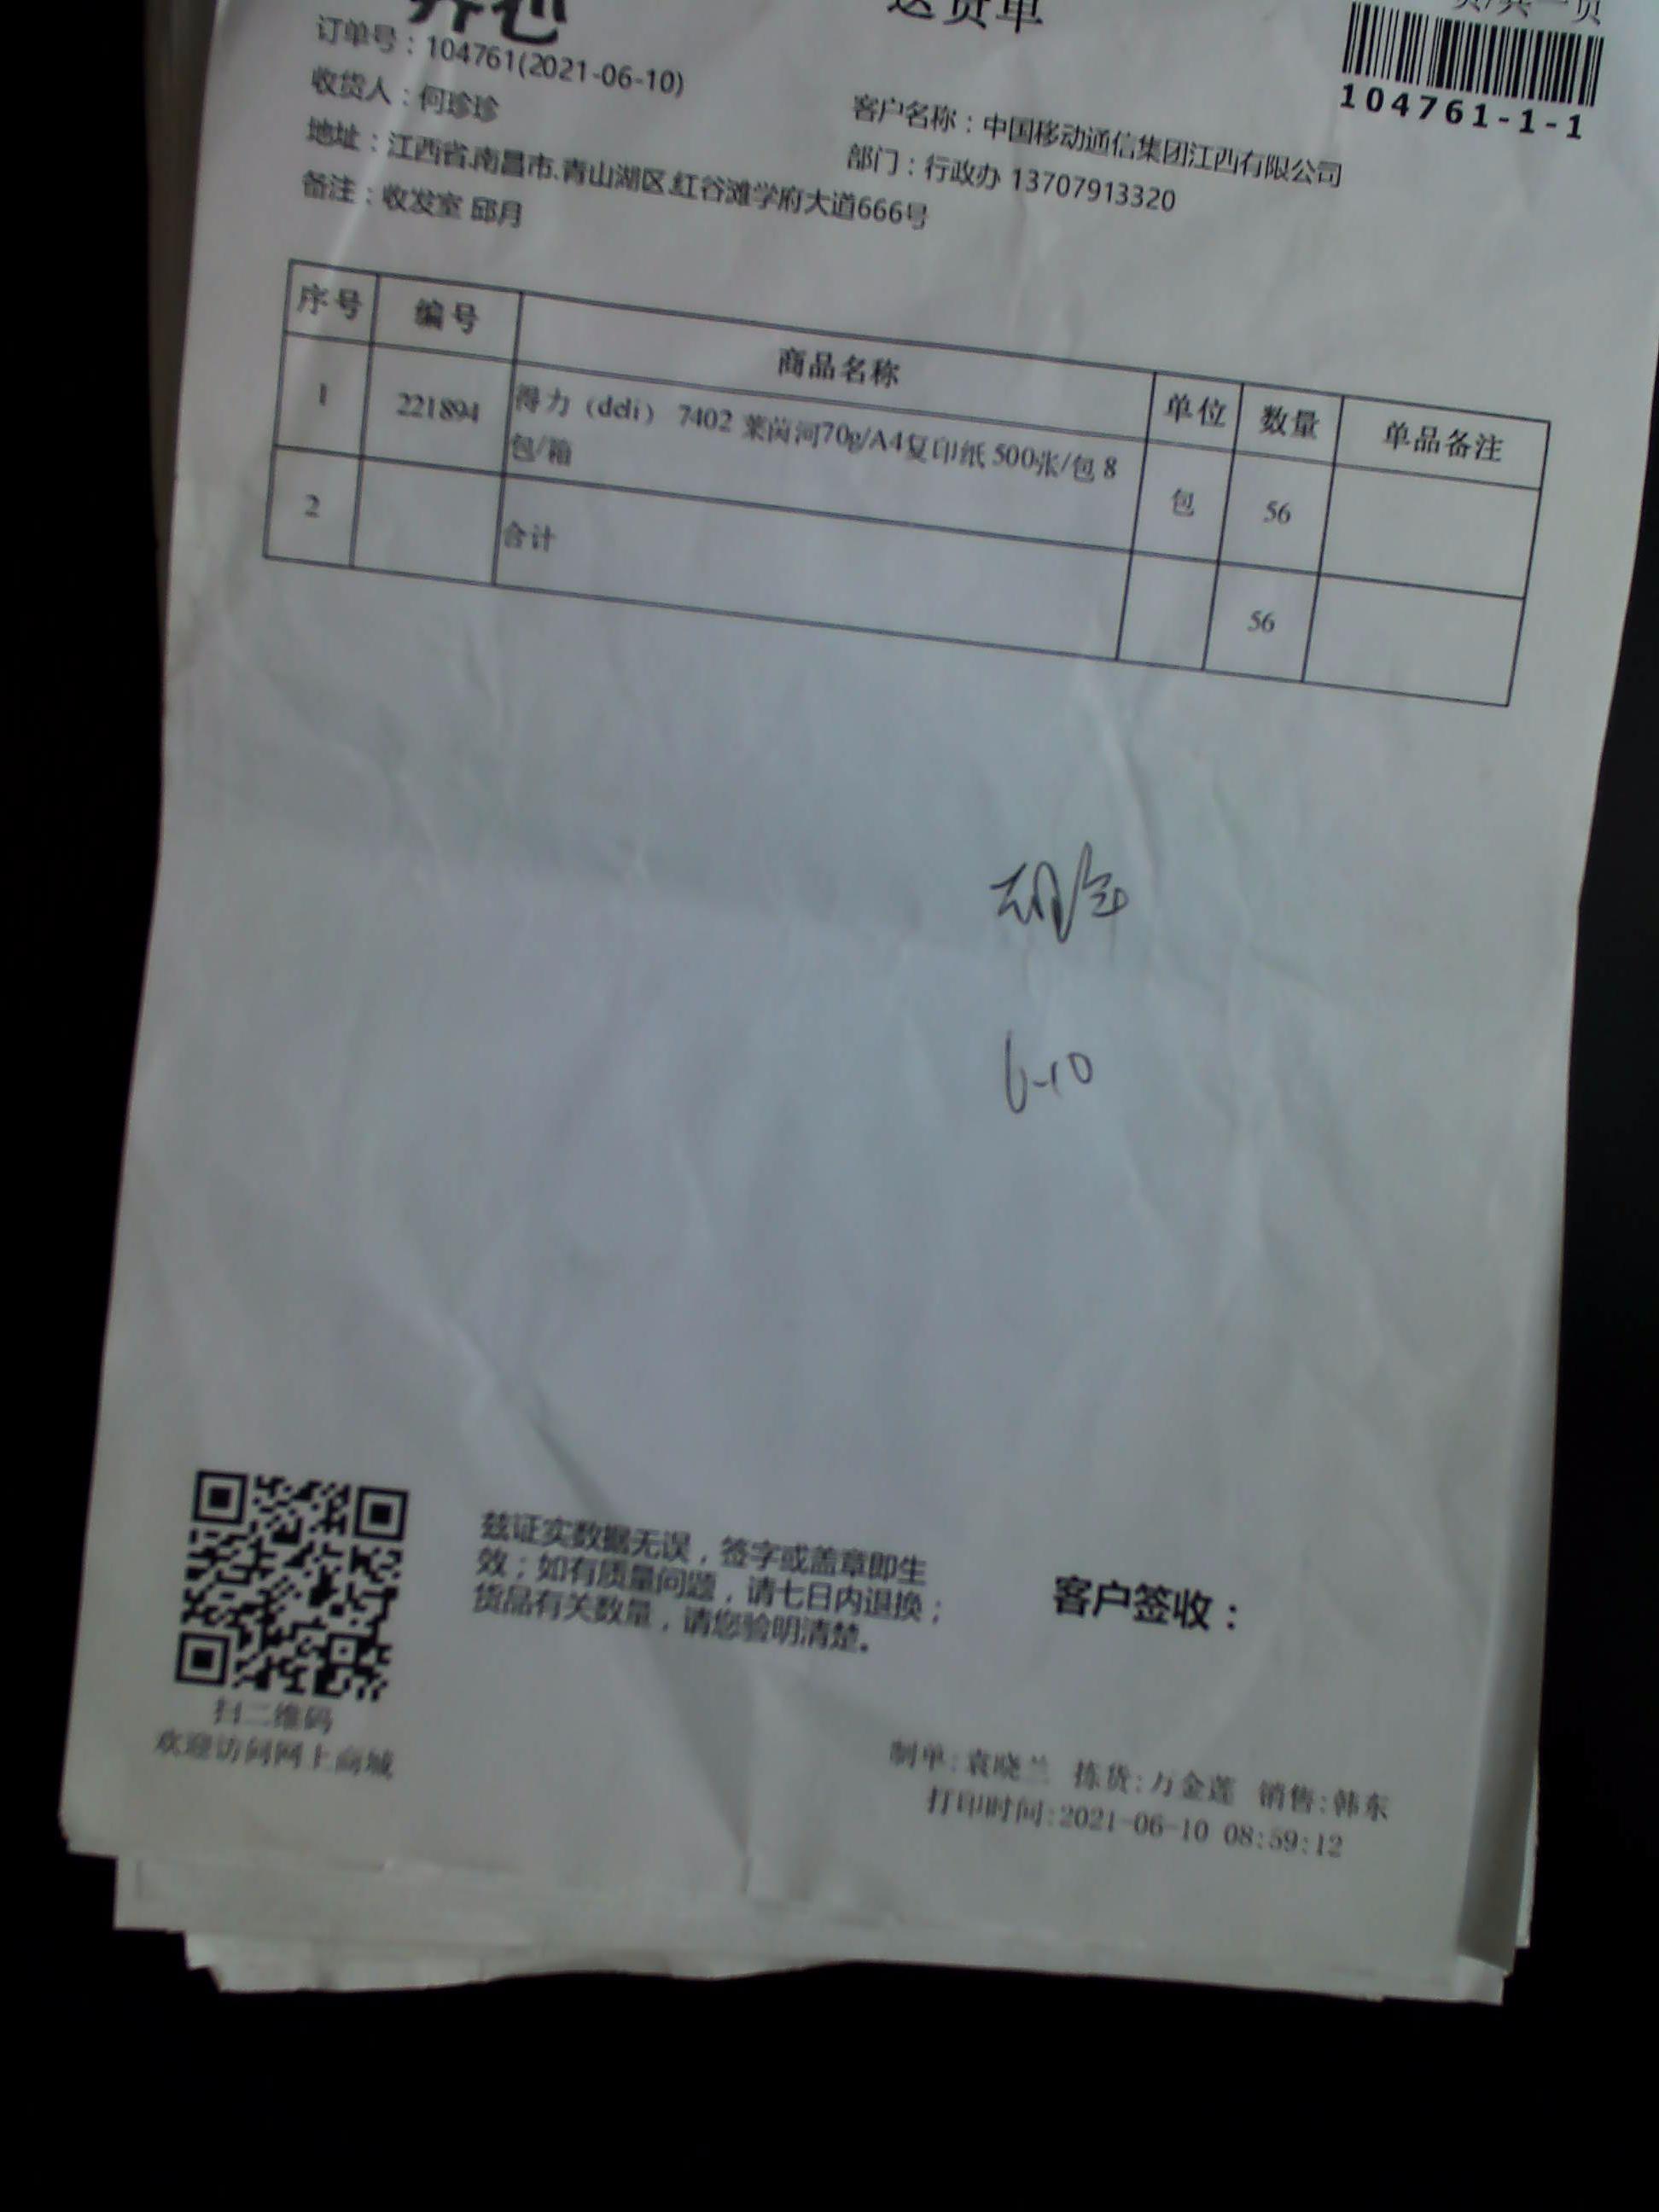 送货单
订单号：104761(2021-06-10)
收货人：何珍珍
客户名称：中国移动通信集团江西有限公司
地址：江西省.南昌市.青山湖区.红谷滩学府大道666号
部门：行政办 13707913320
备注：收发室 邱月
104761-1-1
序号 编号 商品名称 单位 数量 单品备注
1 221894 得力（deli） 7402 莱茵河70g/A4复印纸 500张/包 8 包 56
包/箱
2 合计 56
6-10
兹证实数据无误，签字或盖章即生
效；如有质量问题，请七日内退换；
货品有关数量，请您验明清楚。
客户签收：
扫二维码
欢迎访问网上商城
制单:袁晓兰 拣货:万金莲 销售:韩东
打印时间:2021-06-10 08:59:12